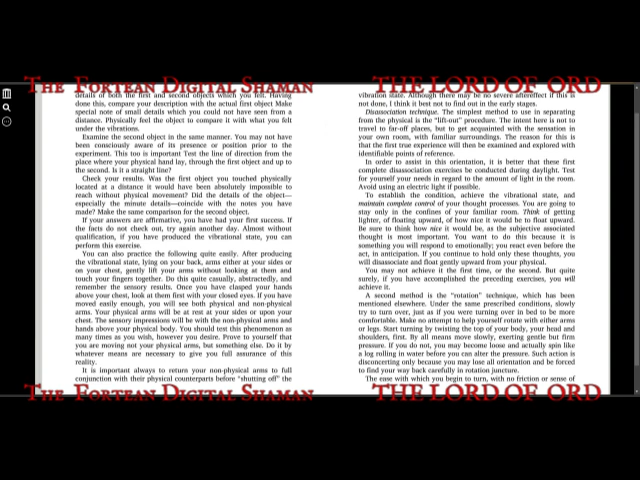 THE FORTEAN DIGITAL SHAMAN
THE LORD OF ORD
details of both the first and second objects which you felt. Having
done this, compare your description with the actual first object Make
special note of small details which you could not have seen from a
distance. Physically feel the object to compare it with what you felt
under the vibrations.
Examine the second object in the same manner. You may not have
been consciously aware of its presence or position prior to the
experiment. This too is important Test the line of direction from the
place where your physical hand lay, through the first object and up to
the second. Is it a straight line?
Check your results. Was the first object you touched physically
located at a distance it would have been absolutely impossible to
reach without physical movement? Did the details of the object—
especially the minute details—coincide with the notes you have
made? Make the same comparison for the second object.
If your answers are affirmative, you have had your first success. If
the facts do not check out, try again another day. Almost without
qualification, if you have produced the vibrational state, you can
perform this exercise.
You can also practice the following quite easily. After producing
the vibrational state, lying on your back, arms either at your sides or
on your chest, gently lift your arms without looking at them and
touch your fingers together. Do this quite casually, abstractedly, and
remember the sensory results. Once you have clasped your hands
above your chest, look at them first with your closed eyes. If you have
moved easily enough, you will see both physical and non-physical
arms. Your physical arms will be at rest at your sides or upon your
chest. The sensory impressions will be with the non-physical arms and
hands above your physical body. You should test this phenomenon as
many times as you wish, however you desire. Prove to yourself that
you are moving not your physical arms, but something else. Do it by
whatever means are necessary to give you full assurance of this
reality.
It is important always to return your non-physical arms to full
conjunction with their physical counterparts before "shutting off" the
vibration state. Although there may be no severe aftereffect if this is
not done, I think it best not to find out in the early stages.
Disassociation technique. The simplest method to use in separating
from the physical is the "lift-out" procedure. The intent here is not to
travel to far-off places, but to get acquainted with the sensation in
your own room, with familiar surroundings. The reason for this is
that the first true experience will then be examined and explored with
identifiable points of reference.
In order to assist in this orientation, it is better that these first
complete disassociation exercises be conducted during daylight. Test
for yourself your needs in regard to the amount of light in the room.
Avoid using an electric light if possible.
To establish the condition, achieve the vibrational state, and
maintain complete control of your thought processes. You are going to
stay only in the confines of your familiar room. Think of getting
lighter, of floating upward, of how nice it would be to float upward.
Be sure to think how nice it would be, as the subjective associated
thought is most important. You want to do this because it is
something you will respond to emotionally; you react even before the
act, in anticipation. If you continue to hold only these thoughts, you
will disassociate and float gently upward from your physical.
You may not achieve it the first time, or the second. But quite
surely, if you have accomplished the preceding exercises, you will
achieve it.
A second method is the "rotation" technique, which has been
mentioned elsewhere. Under the same prescribed conditions, slowly
try to turn over, just as if you were turning over in bed to be more
comfortable. Make no attempt to help yourself rotate with either arms
or legs. Start turning by twisting the top of your body, your head and
shoulders, first. By all means move slowly, exerting gentle but firm
pressure. If you do not, you may become loose and actually spin like
a log rolling in water before you can alter the pressure. Such action is
disconcerting only because you may lose all orientation and be forced
to find your way back carefully in rotation juncture.
The ease with which you begin to turn, with no friction or sense of
THE FORTEAN DIGITAL SHAMAN
THE LORD OF ORD